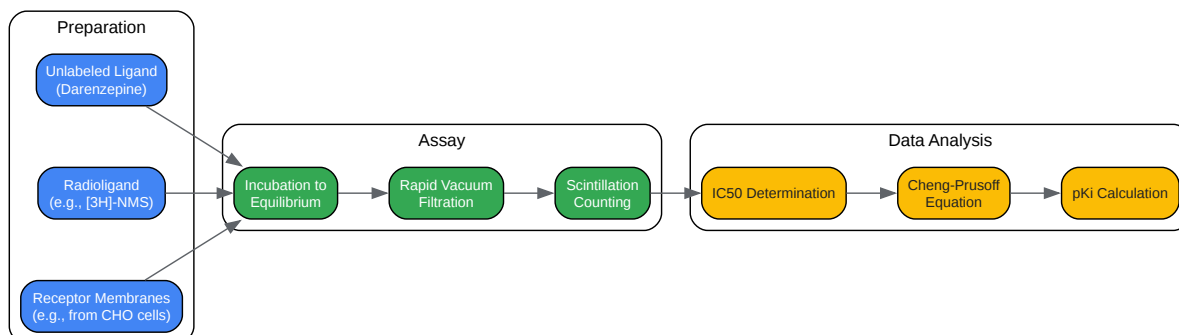 Preparation
Unlabeled Ligand
(Darenzepine)
Radioligand
(e.g., [3H]-NMS)
Receptor Membranes
(e.g., from CHO cells)
Assay
Incubation to
Equilibrium
Rapid Vacuum
Filtration
Scintillation
Counting
Data Analysis
IC50 Determination
Cheng-Prusoff
Equation
pKi Calculation